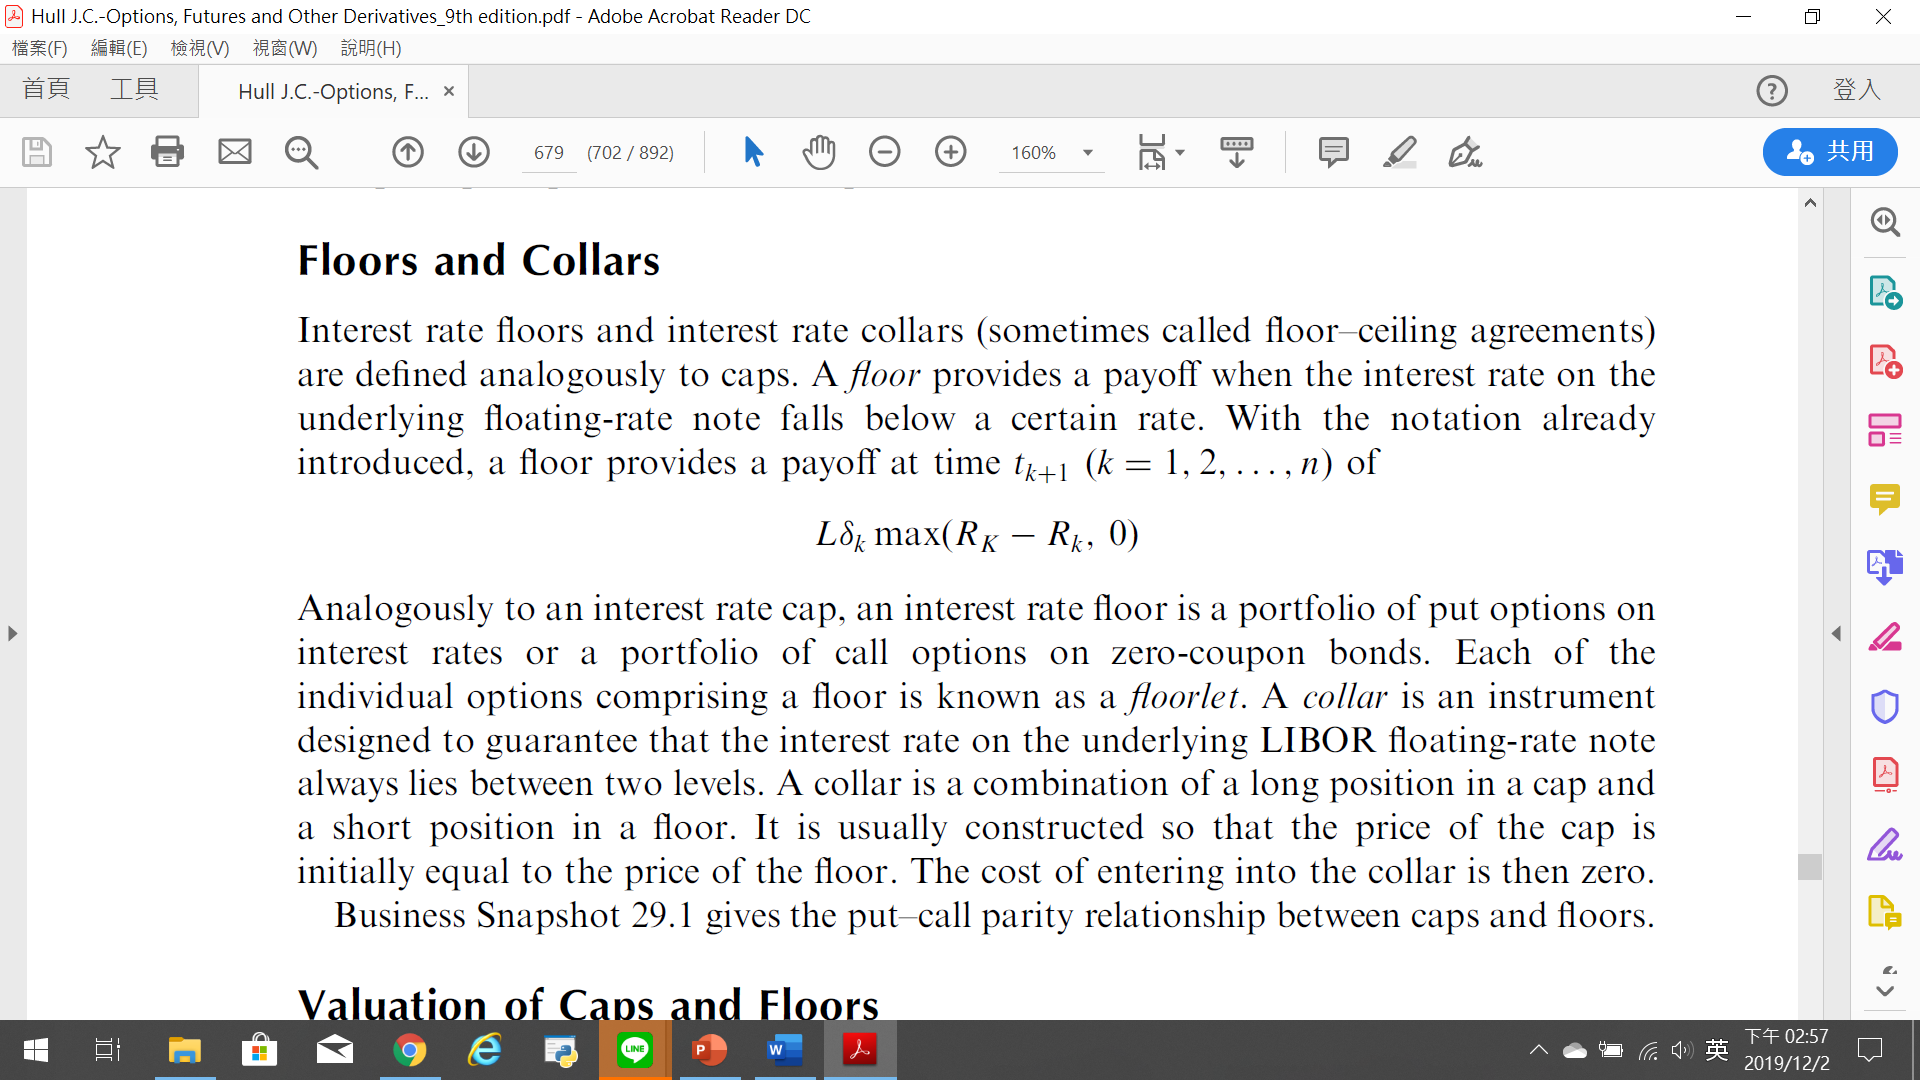 Hull J.C.-Options, Futures and Other Derivatives_9th edition.pdf - Adobe Acrobat Reader DC
檔案(F) 編輯(E) 檢視(V) 視窗(W) 說明(H)
首頁 工具 Hull J.C.-Options, F... × ? 登入
679 (702 / 892) 160% 共用
Floors and Collars
Interest rate floors and interest rate collars (sometimes called floor–ceiling agreements)
are defined analogously to caps. A floor provides a payoff when the interest rate on the
underlying floating-rate note falls below a certain rate. With the notation already
introduced, a floor provides a payoff at time t_{k+1} (k = 1, 2, . . . , n) of
Lδ_k max(R_K − R_k, 0)
Analogously to an interest rate cap, an interest rate floor is a portfolio of put options on
interest rates or a portfolio of call options on zero-coupon bonds. Each of the
individual options comprising a floor is known as a floorlet. A collar is an instrument
designed to guarantee that the interest rate on the underlying LIBOR floating-rate note
always lies between two levels. A collar is a combination of a long position in a cap and
a short position in a floor. It is usually constructed so that the price of the cap is
initially equal to the price of the floor. The cost of entering into the collar is then zero.
Business Snapshot 29.1 gives the put–call parity relationship between caps and floors.
Valuation of Caps and Floors
LINE P W 英 下午 02:57
2019/12/2